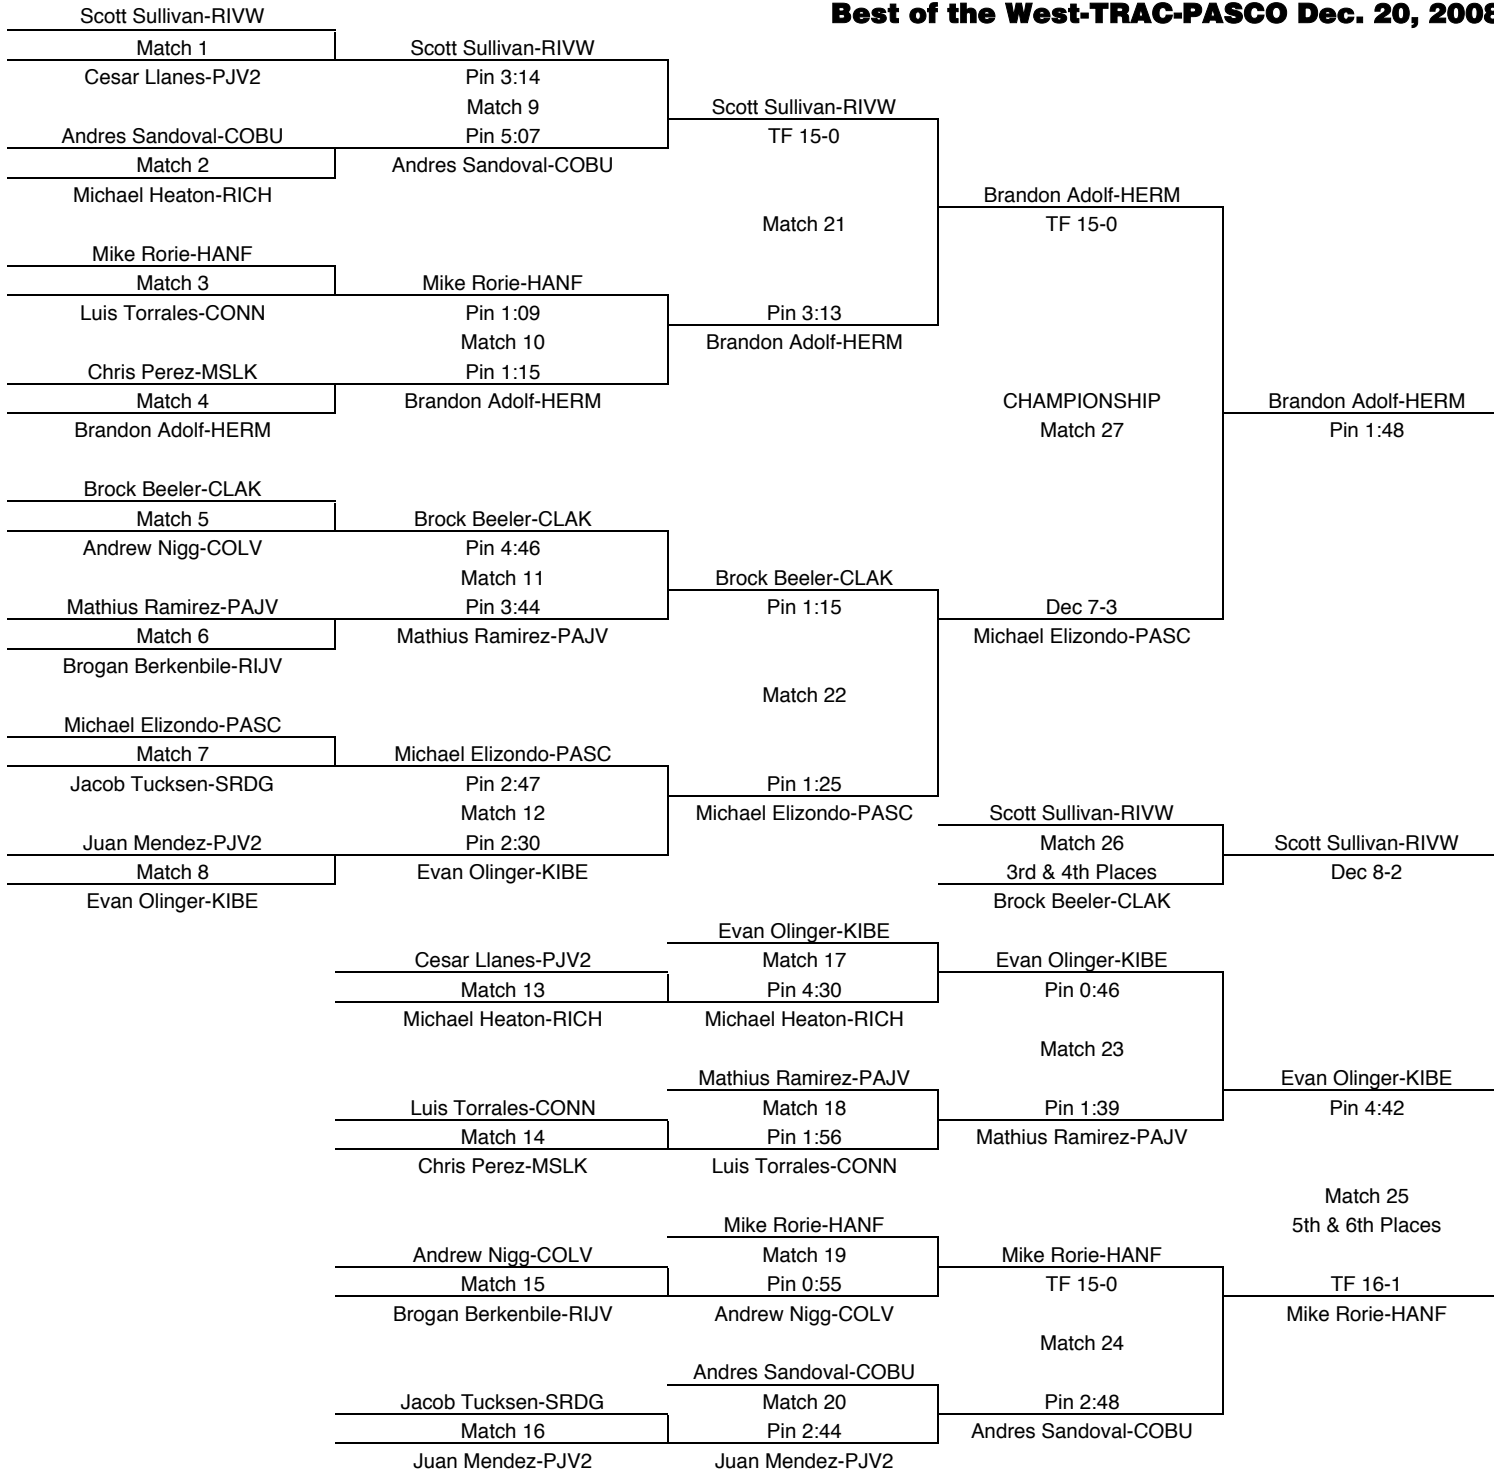 Best of the West-TRAC-PASCO Dec. 20, 2008
Scott Sullivan-RIVW
Match 1
Cesar Llanes-PJV2
Andres Sandoval-COBU
Match 2
Michael Heaton-RICH
Mike Rorie-HANF
Match 3
Luis Torrales-CONN
Chris Perez-MSLK
Match 4
Brandon Adolf-HERM
Brock Beeler-CLAK
Match 5
Andrew Nigg-COLV
Mathius Ramirez-PAJV
Match 6
Brogan Berkenbile-RIJV
Michael Elizondo-PASC
Match 7
Jacob Tucksen-SRDG
Juan Mendez-PJV2
Match 8
Evan Olinger-KIBE
Scott Sullivan-RIVW
Pin 3:14
Match 9
Pin 5:07
Andres Sandoval-COBU
Mike Rorie-HANF
Pin 1:09
Match 10
Pin 1:15
Brandon Adolf-HERM
Brock Beeler-CLAK
Pin 4:46
Match 11
Pin 3:44
Mathius Ramirez-PAJV
Michael Elizondo-PASC
Pin 2:47
Match 12
Pin 2:30
Evan Olinger-KIBE
Scott Sullivan-RIVW
TF 15-0
Match 21
Pin 3:13
Brandon Adolf-HERM
Brock Beeler-CLAK
Pin 1:15
Match 22
Pin 1:25
Michael Elizondo-PASC
Brandon Adolf-HERM
TF 15-0
CHAMPIONSHIP
Match 27
Dec 7-3
Michael Elizondo-PASC
Brandon Adolf-HERM
Pin 1:48
Scott Sullivan-RIVW
Match 26
3rd & 4th Places
Brock Beeler-CLAK
Scott Sullivan-RIVW
Dec 8-2
Cesar Llanes-PJV2
Match 13
Michael Heaton-RICH
Luis Torrales-CONN
Match 14
Chris Perez-MSLK
Andrew Nigg-COLV
Match 15
Brogan Berkenbile-RIJV
Jacob Tucksen-SRDG
Match 16
Juan Mendez-PJV2
Evan Olinger-KIBE
Match 17
Pin 4:30
Michael Heaton-RICH
Mathius Ramirez-PAJV
Match 18
Pin 1:56
Luis Torrales-CONN
Mike Rorie-HANF
Match 19
Pin 0:55
Andrew Nigg-COLV
Andres Sandoval-COBU
Match 20
Pin 2:44
Juan Mendez-PJV2
Evan Olinger-KIBE
Pin 0:46
Match 23
Pin 1:39
Mathius Ramirez-PAJV
Mike Rorie-HANF
TF 15-0
Match 24
Pin 2:48
Andres Sandoval-COBU
Evan Olinger-KIBE
Pin 4:42
Match 25
5th & 6th Places
TF 16-1
Mike Rorie-HANF